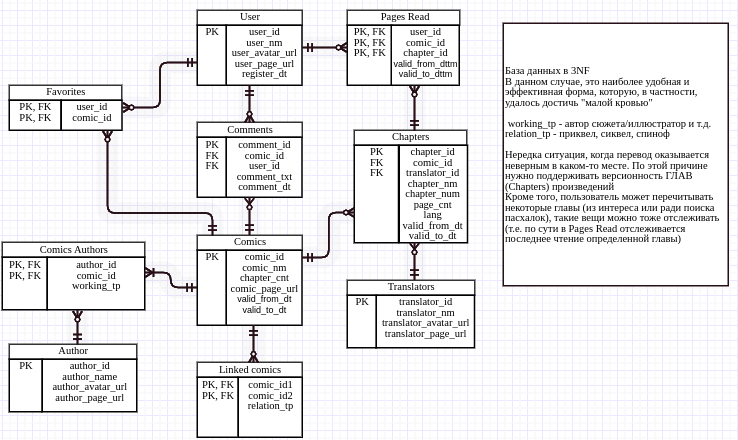 User
PK
user_id
user_nm
user_avatar_url
user_page_url
register_dt
Pages Read
PK, FK
PK, FK
PK, FK
user_id
comic_id
chapter_id
valid_from_dttm
valid_to_dttm
Favorites
PK, FK
PK, FK
user_id
comic_id
Comments
PK
FK
FK
comment_id
comic_id
user_id
comment_txt
comment_dt
Chapters
PK
FK
FK
chapter_id
comic_id
translator_id
chapter_nm
chapter_num
page_cnt
lang
valid_from_dt
valid_to_dt
Comics Authors
PK, FK
PK, FK
author_id
comic_id
working_tp
Comics
PK
comic_id
comic_nm
chapter_cnt
comic_page_url
valid_from_dt
valid_to_dt
Translators
PK
translator_id
translator_nm
translator_avatar_url
translator_page_url
Author
PK
author_id
author_name
author_avatar_url
author_page_url
Linked comics
PK, FK
PK, FK
comic_id1
comic_id2
relation_tp
База данных в 3NF
В данном случае, это наиболее удобная и
эффективная форма, которую, в частности,
удалось достичь "малой кровью"
working_tp - автор сюжета/иллюстратор и т.д.
relation_tp - приквел, сиквел, спиноф
Нередка ситуация, когда перевод оказывается
неверным в каком-то месте. По этой причине
нужно поддерживать версионность ГЛАВ
(Chapters) произведений
Кроме того, пользователь может перечитывать
некоторые главы (из интереса или ради поиска
пасхалок), такие вещи можно тоже отслеживать
(т.е. по сути в Pages Read отслеживается
последнее чтение определенной главы)